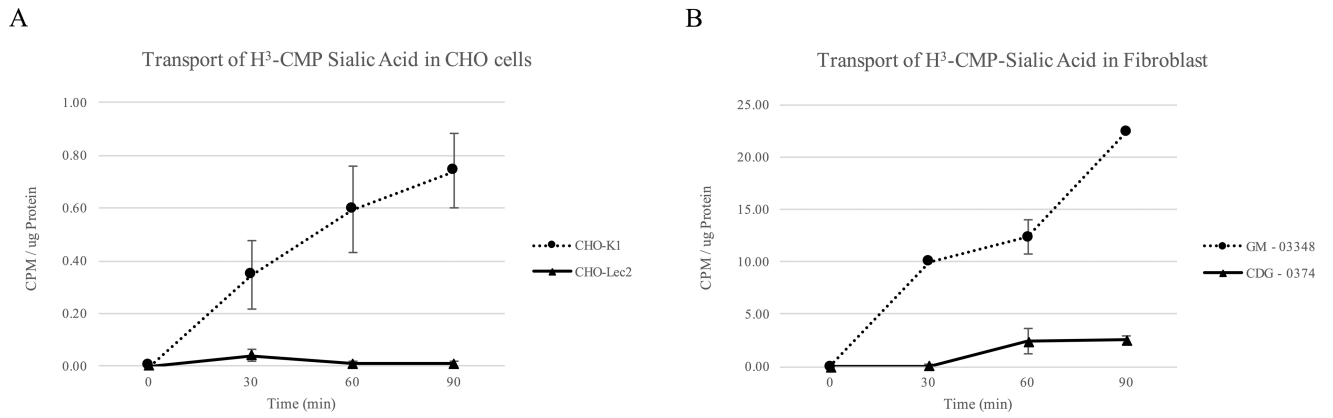 A
Transport of H³-CMP Sialic Acid in CHO cells
1.00
0.80
0.60
0.40
0.20
0.00
CPM / ug Protein
0 30 60 90
Time (min)
CHO-K1
CHO-Lec2
B
Transport of H³-CMP-Sialic Acid in Fibroblast
25.00
20.00
15.00
10.00
5.00
0.00
CPM / ug Protein
0 30 60 90
Time (min)
GM - 03348
CDG - 0374